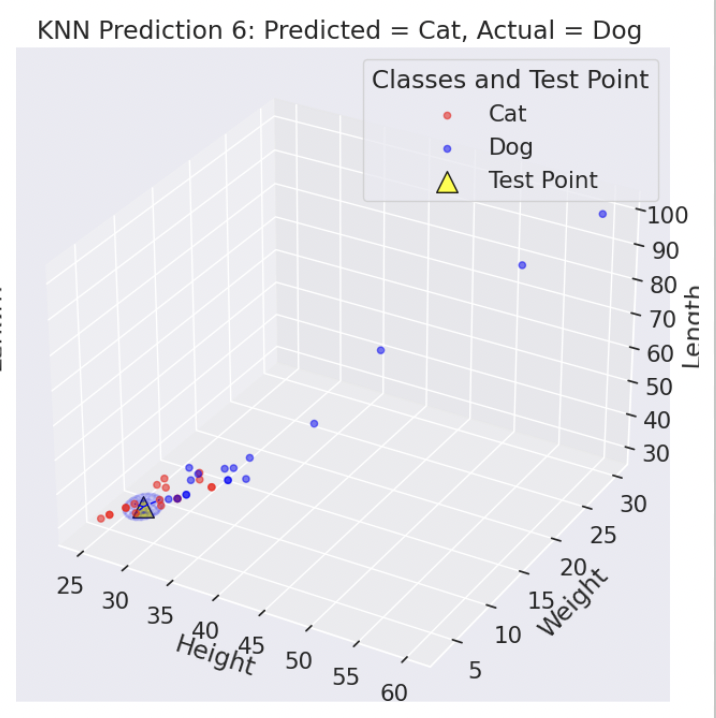 KNN Prediction 6: Predicted = Cat, Actual = Dog
Classes and Test Point
Cat
Dog
Test Point
100
90
80
70
60
50
40
30
Length
30
25
20
15
10
5
Weight
25
30
35
40
45
50
55
60
Height